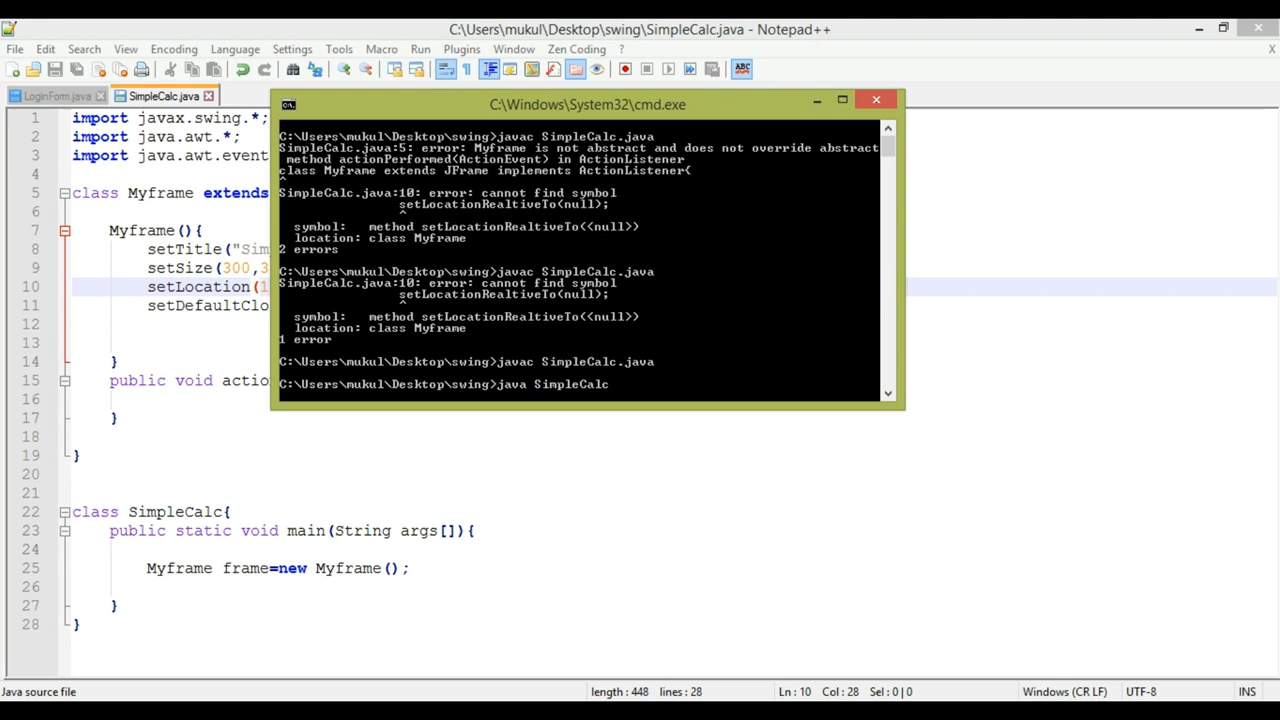 C:\Users\mukul\Desktop\swing\SimpleCalc.java - Notepad++
File Edit Search View Encoding Language Settings Tools Macro Run Plugins Window Zen Coding ? X
LoginForm.java SimpleCalc.java
C:\Windows\System32\cmd.exe
C:\Users\mukul\Desktop\swing>javac SimpleCalc.java
SimpleCalc.java:5: error: Myframe is not abstract and does not override abstract
method actionPerformed(ActionEvent) in ActionListener
class Myframe extends JFrame implements ActionListener{
^
SimpleCalc.java:10: error: cannot find symbol
setLocationRealtiveTo(null);
^
symbol: method setLocationRealtiveTo(<null>)
location: class Myframe
2 errors
C:\Users\mukul\Desktop\swing>javac SimpleCalc.java
SimpleCalc.java:10: error: cannot find symbol
setLocationRealtiveTo(null);
^
symbol: method setLocationRealtiveTo(<null>)
location: class Myframe
1 error
C:\Users\mukul\Desktop\swing>javac SimpleCalc.java
C:\Users\mukul\Desktop\swing>java SimpleCalc
1 import javax.swing.*;
2 import java.awt.*;
3 import java.awt.event
4
5 class Myframe extends
6
7 Myframe(){
8 setTitle("Sim
9 setSize(300,3
10 setLocation(1
11 setDefaultClo
12
13
14 }
15 public void actio
16
17 }
18
19 }
20
21
22 class SimpleCalc{
23 public static void main(String args[]){
24
25 Myframe frame=new Myframe();
26
27 }
28 }
Java source file length : 448 lines : 28 Ln : 10 Col : 28 Sel : 0 | 0 Windows (CR LF) UTF-8 INS